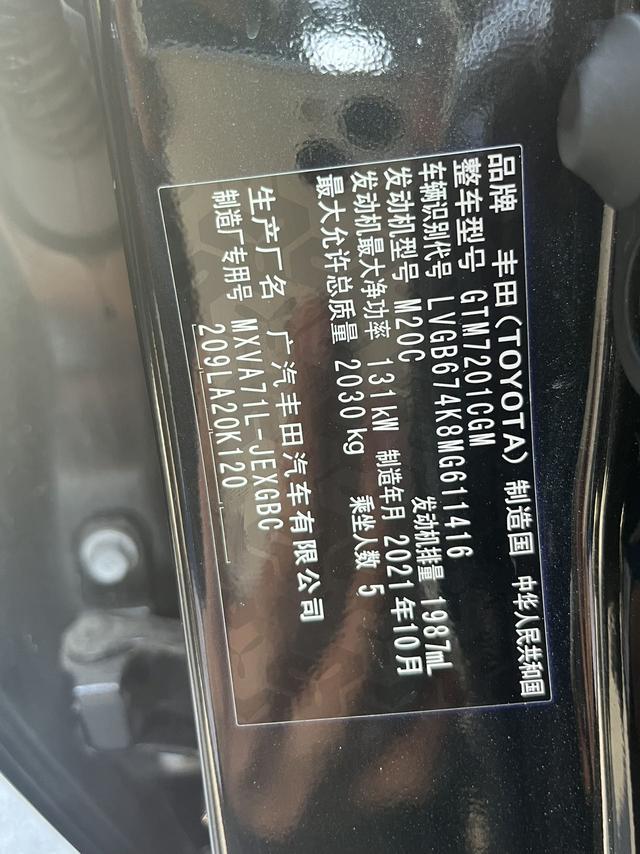 品牌 丰田(TOYOTA) 制造国 中华人民共和国
整车型号 GTM7201CGM
车辆识别代号 LVGB674K8MG611416
发动机型号 M20C 发动机排量 1987mL
发动机最大净功率 131kW 制造年月 2021年10月
最大允许总质量 2030kg 乘坐人数 5
生产厂名 广汽丰田汽车有限公司
制造厂专用号 MXVA71L-JEXGBC
209LA20K120